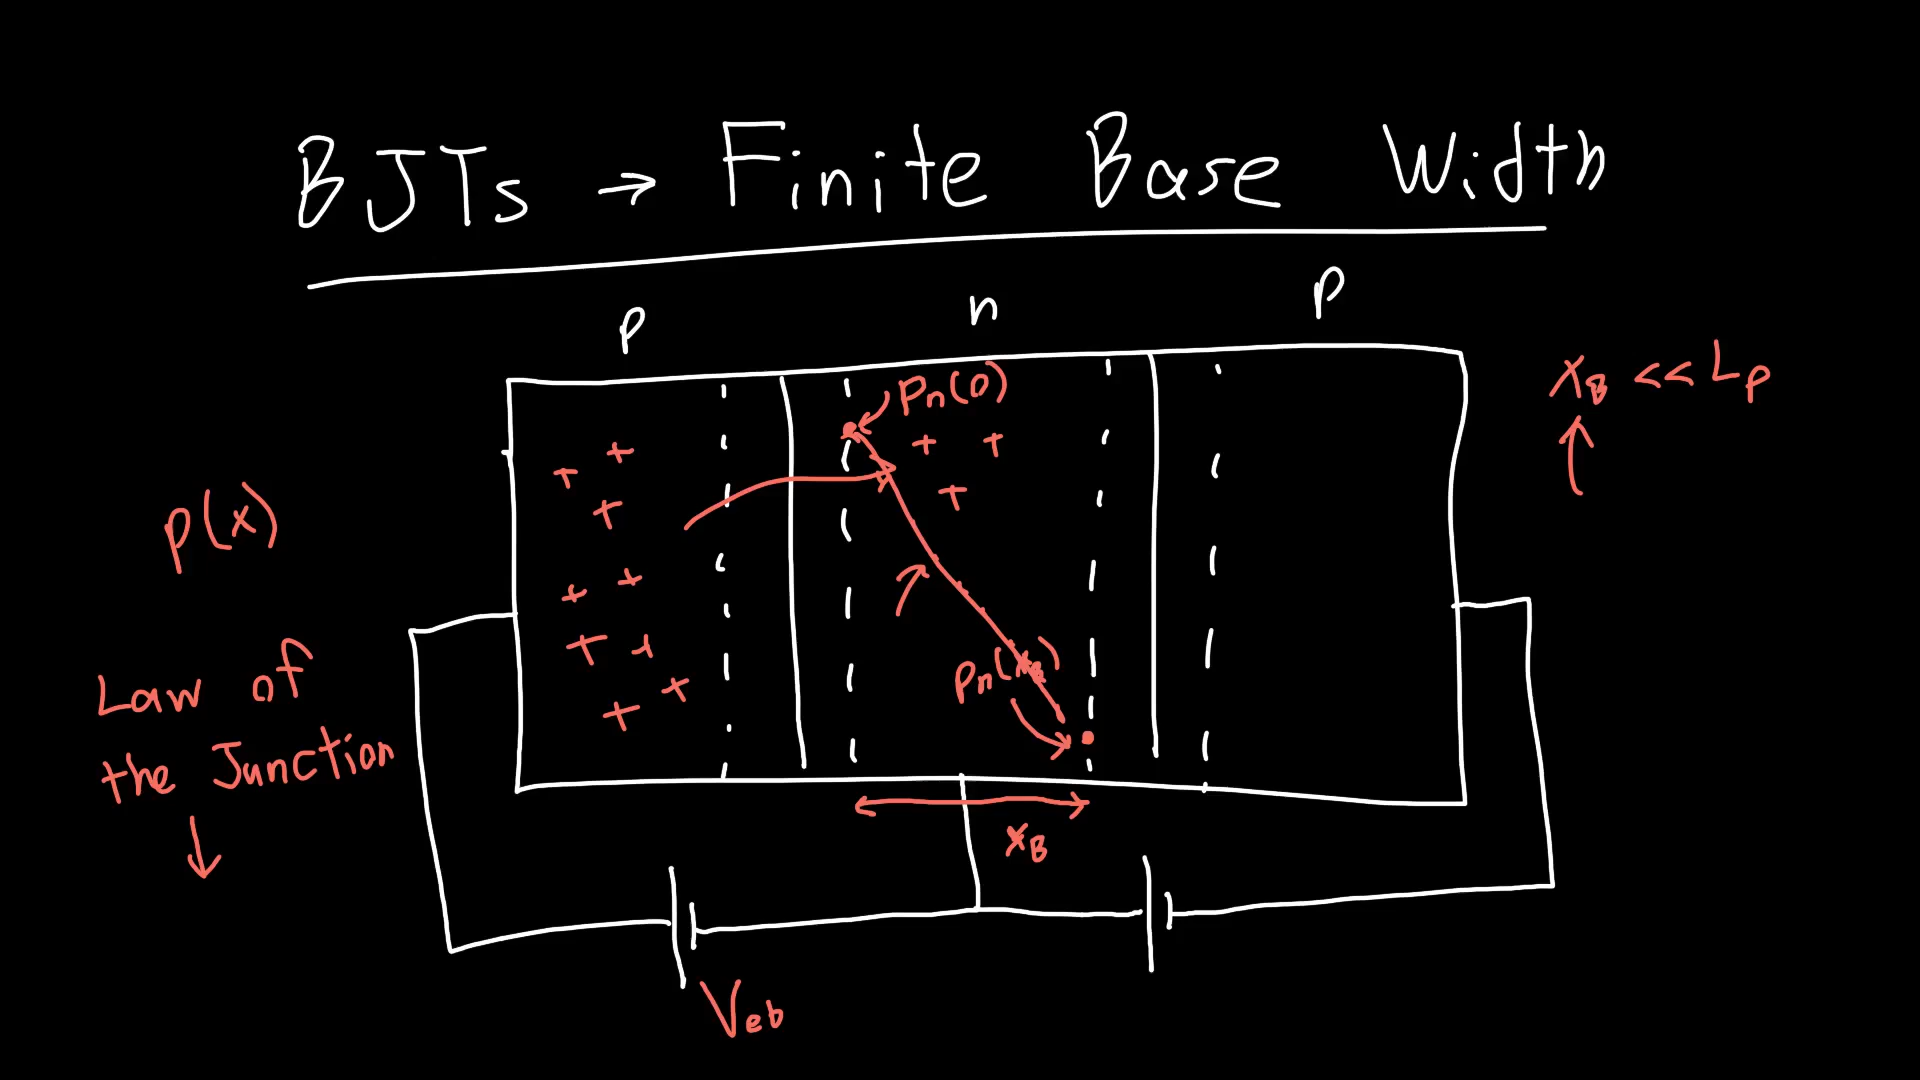 BJTs → Finite Base Width
p n p
pn(0)
xB << Lp
+ +
+ +
+ +
p(x)
+ +
+ +
+ +
pn(xB)
Law of
the Junction
xB
Veb